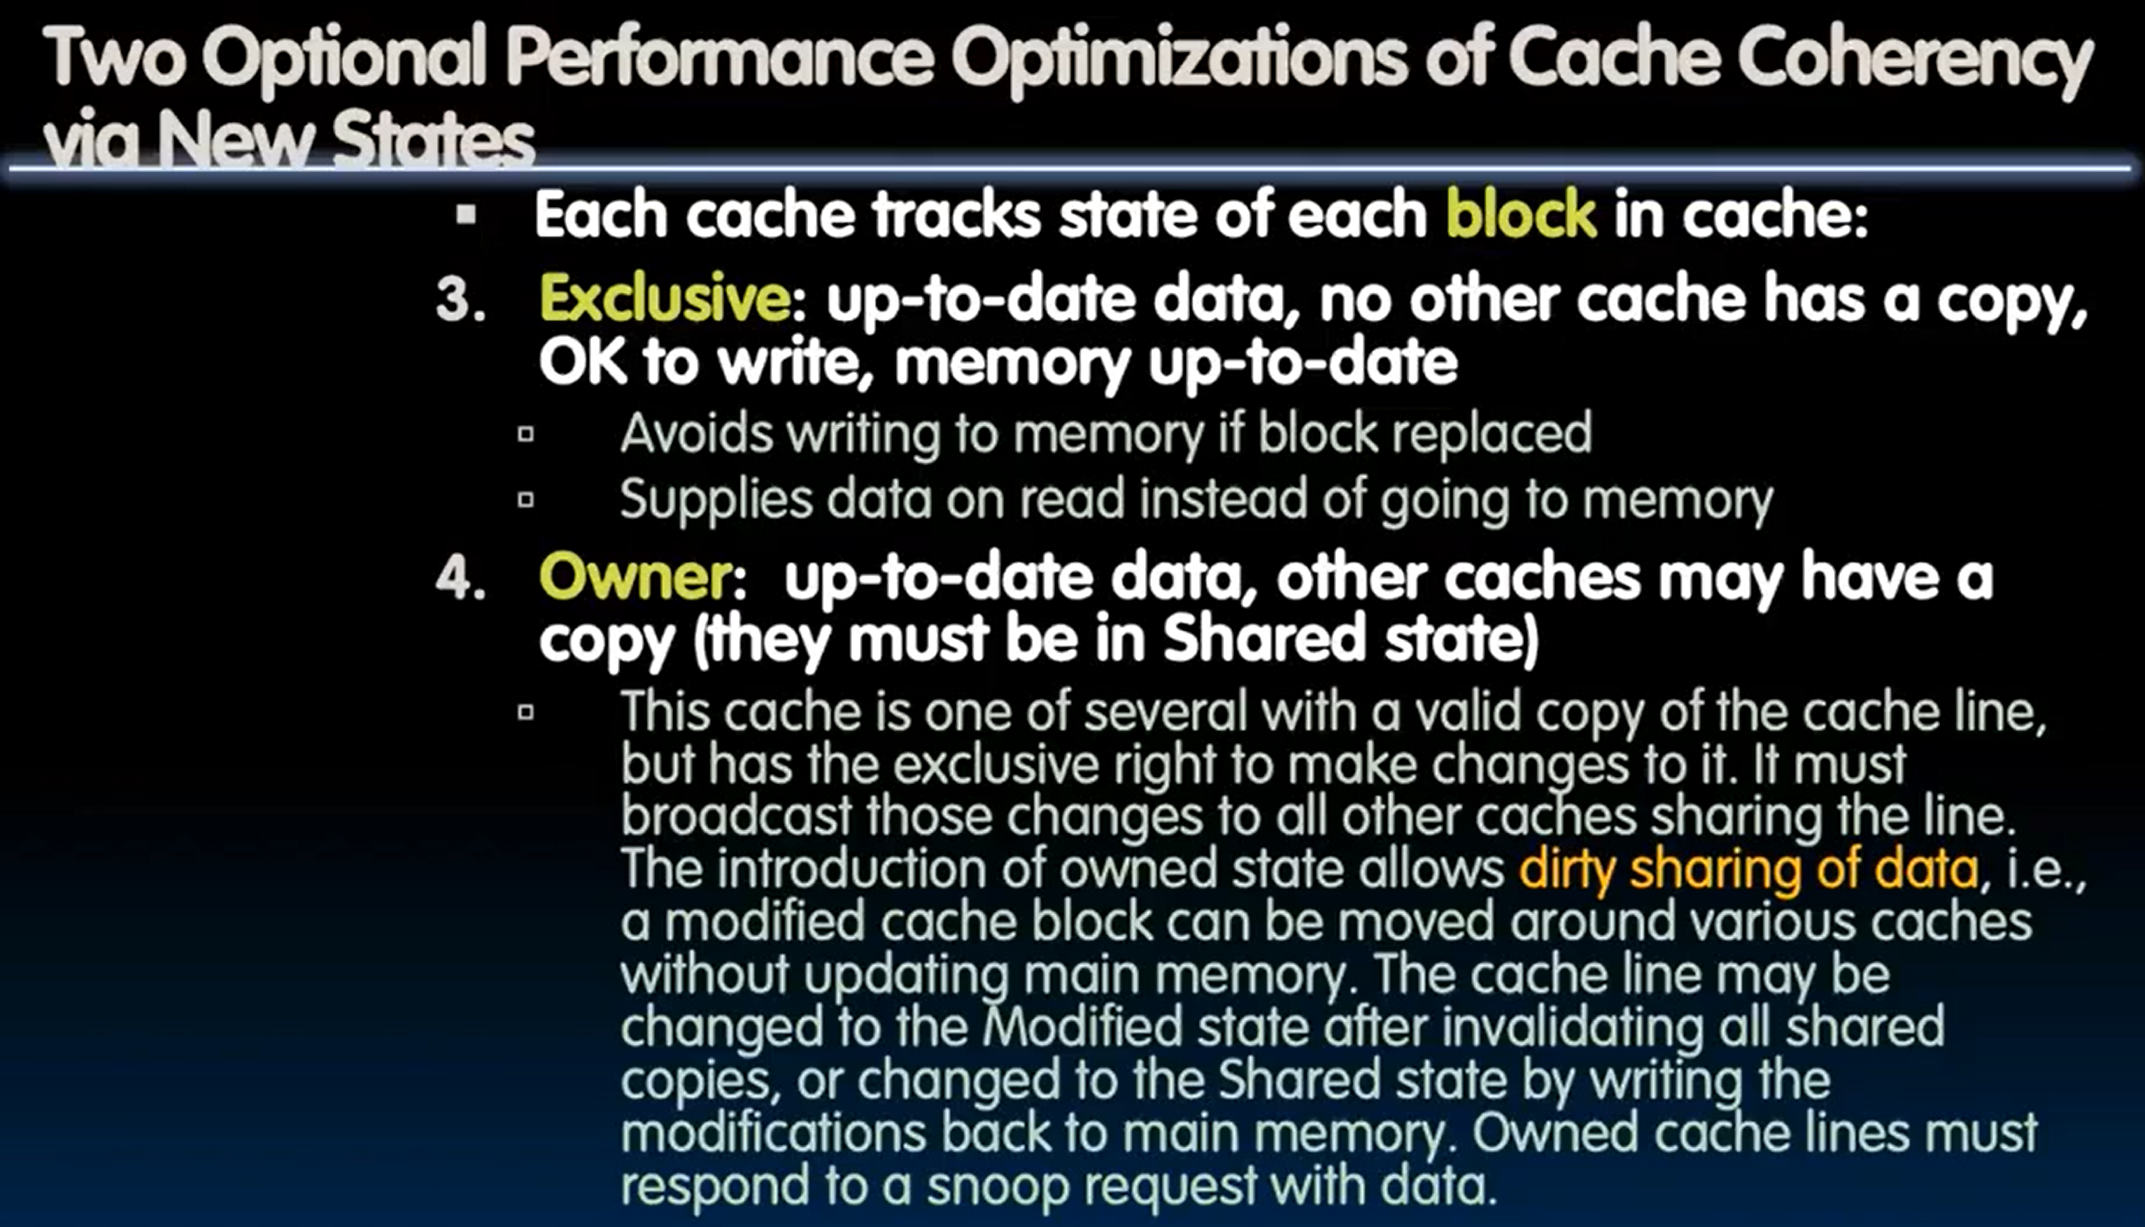 Two Optional Performance Optimizations of Cache Coherency
via New States
▪ Each cache tracks state of each block in cache:
3. Exclusive: up-to-date data, no other cache has a copy,
OK to write, memory up-to-date
▫ Avoids writing to memory if block replaced
▫ Supplies data on read instead of going to memory
4. Owner: up-to-date data, other caches may have a
copy (they must be in Shared state)
▫ This cache is one of several with a valid copy of the cache line,
but has the exclusive right to make changes to it. It must
broadcast those changes to all other caches sharing the line.
The introduction of owned state allows dirty sharing of data, i.e.,
a modified cache block can be moved around various caches
without updating main memory. The cache line may be
changed to the Modified state after invalidating all shared
copies, or changed to the Shared state by writing the
modifications back to main memory. Owned cache lines must
respond to a snoop request with data.